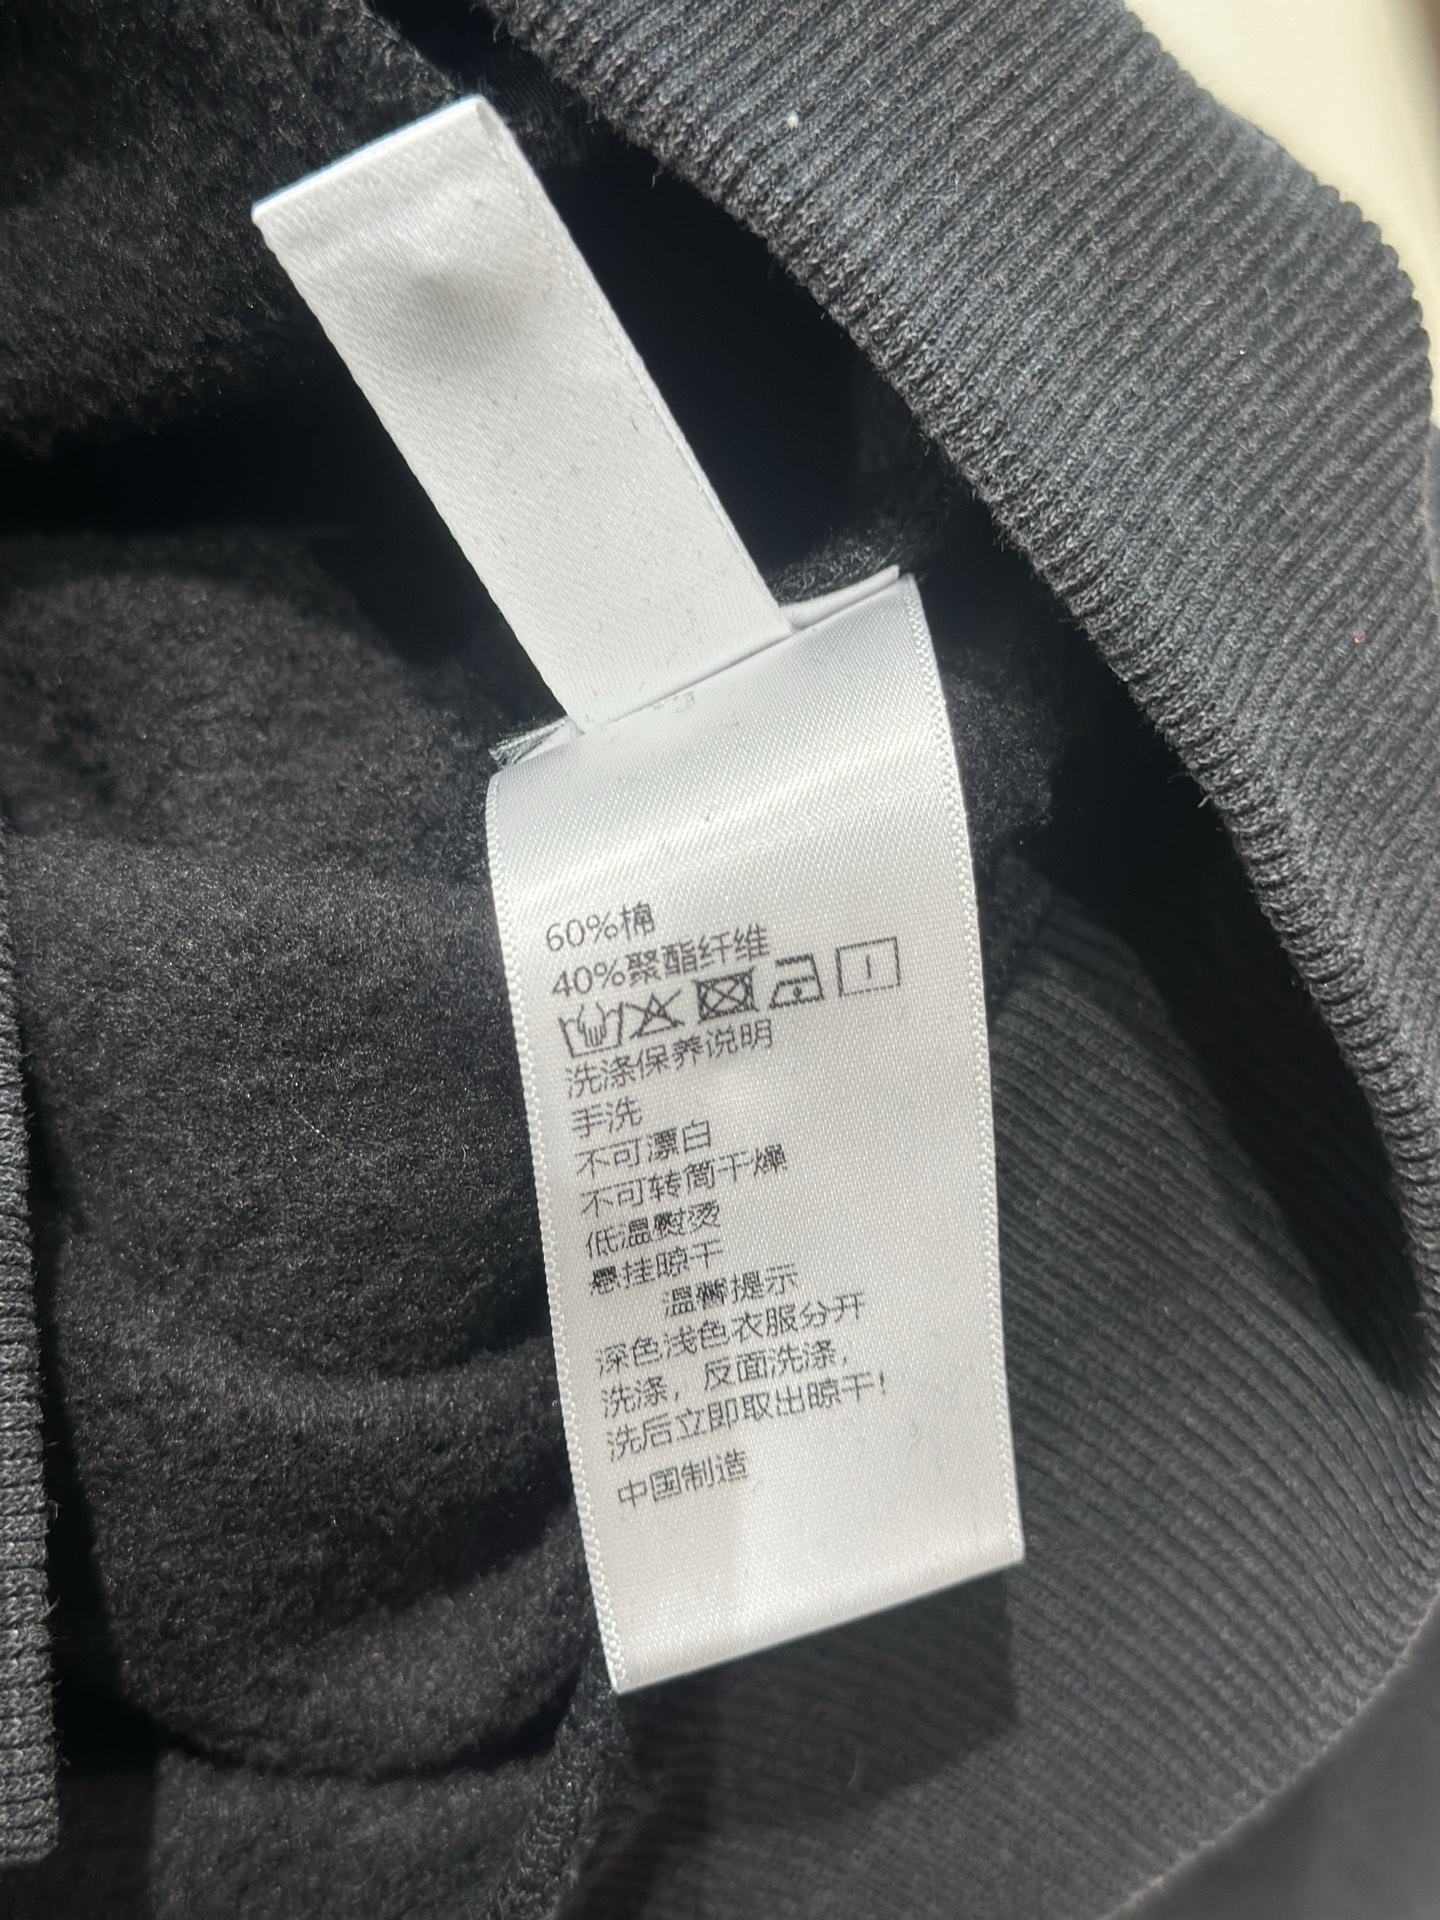 60%棉
40%聚酯纤维
洗涤保养说明
手洗
不可漂白
不可转筒干燥
低温熨烫
悬挂晾干
温馨提示
深色浅色衣服分开
洗涤，反面洗涤，
洗后立即取出晾干！
中国制造